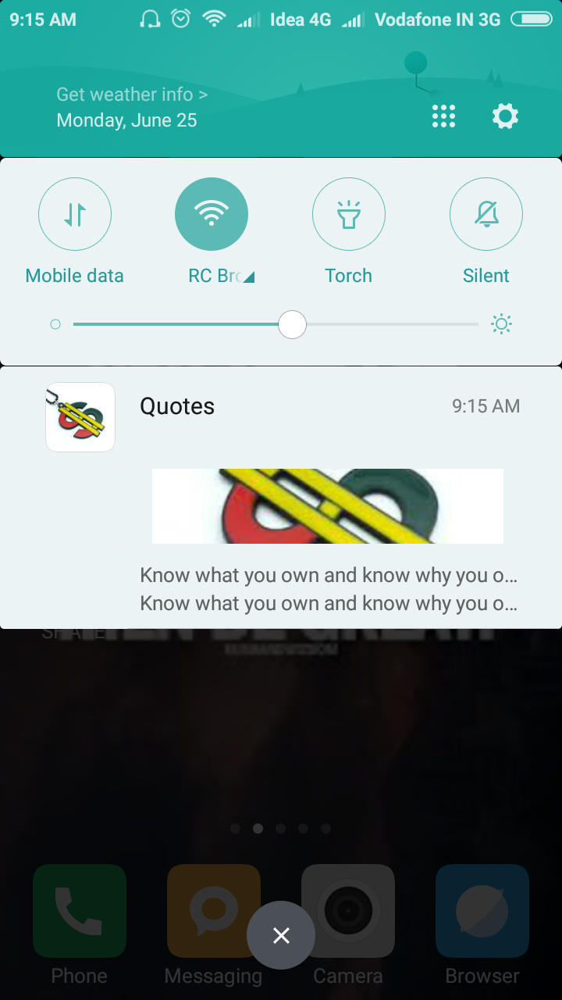 9:15 AM Idea 4G Vodafone IN 3G
Get weather info >
Monday, June 25
Mobile data RC Bro Torch Silent
Quotes 9:15 AM
Know what you own and know why you o...
Know what you own and know why you o...
SHARE
Phone Messaging Camera Browser